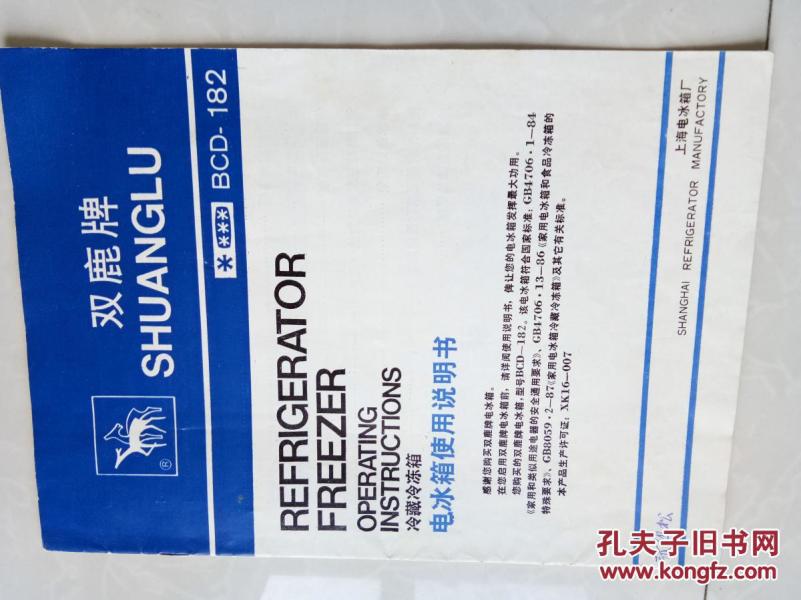 双鹿牌
SHUANGLU
**** BCD-182
®
REFRIGERATOR
FREEZER
OPERATING
INSTRUCTIONS
冷藏冷冻箱
电冰箱使用说明书
感谢您购买双鹿牌电冰箱。
在您启用双鹿牌电冰箱前，请详阅使用说明书，俾让您的电冰箱发挥最大功用。
您购买的双鹿牌电冰箱，型号BCD—182。该电冰箱符合国家标准：GB4706·1—84
《家用和类似用途电器的安全通用要求》、GB4706·13—86《家用电冰箱和食品冷冻箱的
特殊要求》、GB8059·2—87《家用电冰箱冷藏冷冻箱》及其它有关标准。
本产品生产许可证：XK16—007
上海电冰箱厂
SHANGHAI REFRIGERATOR MANUFACTORY
孔夫子旧书网
www.kongfz.com